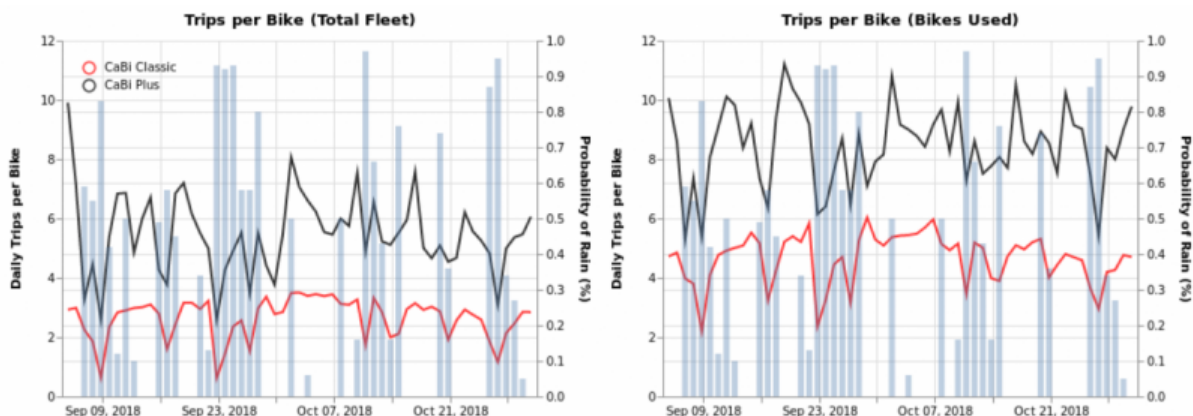 Trips per Bike (Total Fleet)
12
10
8
6
4
2
0
Daily Trips per Bike
CaBi Classic
CaBi Plus
1.0
0.9
0.8
0.7
0.6
0.5
0.4
0.3
0.2
0.1
0.0
Probability of Rain (%)
Sep 09, 2018
Sep 23, 2018
Oct 07, 2018
Oct 21, 2018
Trips per Bike (Bikes Used)
12
10
8
6
4
2
0
Daily Trips per Bike
1.0
0.9
0.8
0.7
0.6
0.5
0.4
0.3
0.2
0.1
0.0
Probability of Rain (%)
Sep 09, 2018
Sep 23, 2018
Oct 07, 2018
Oct 21, 2018